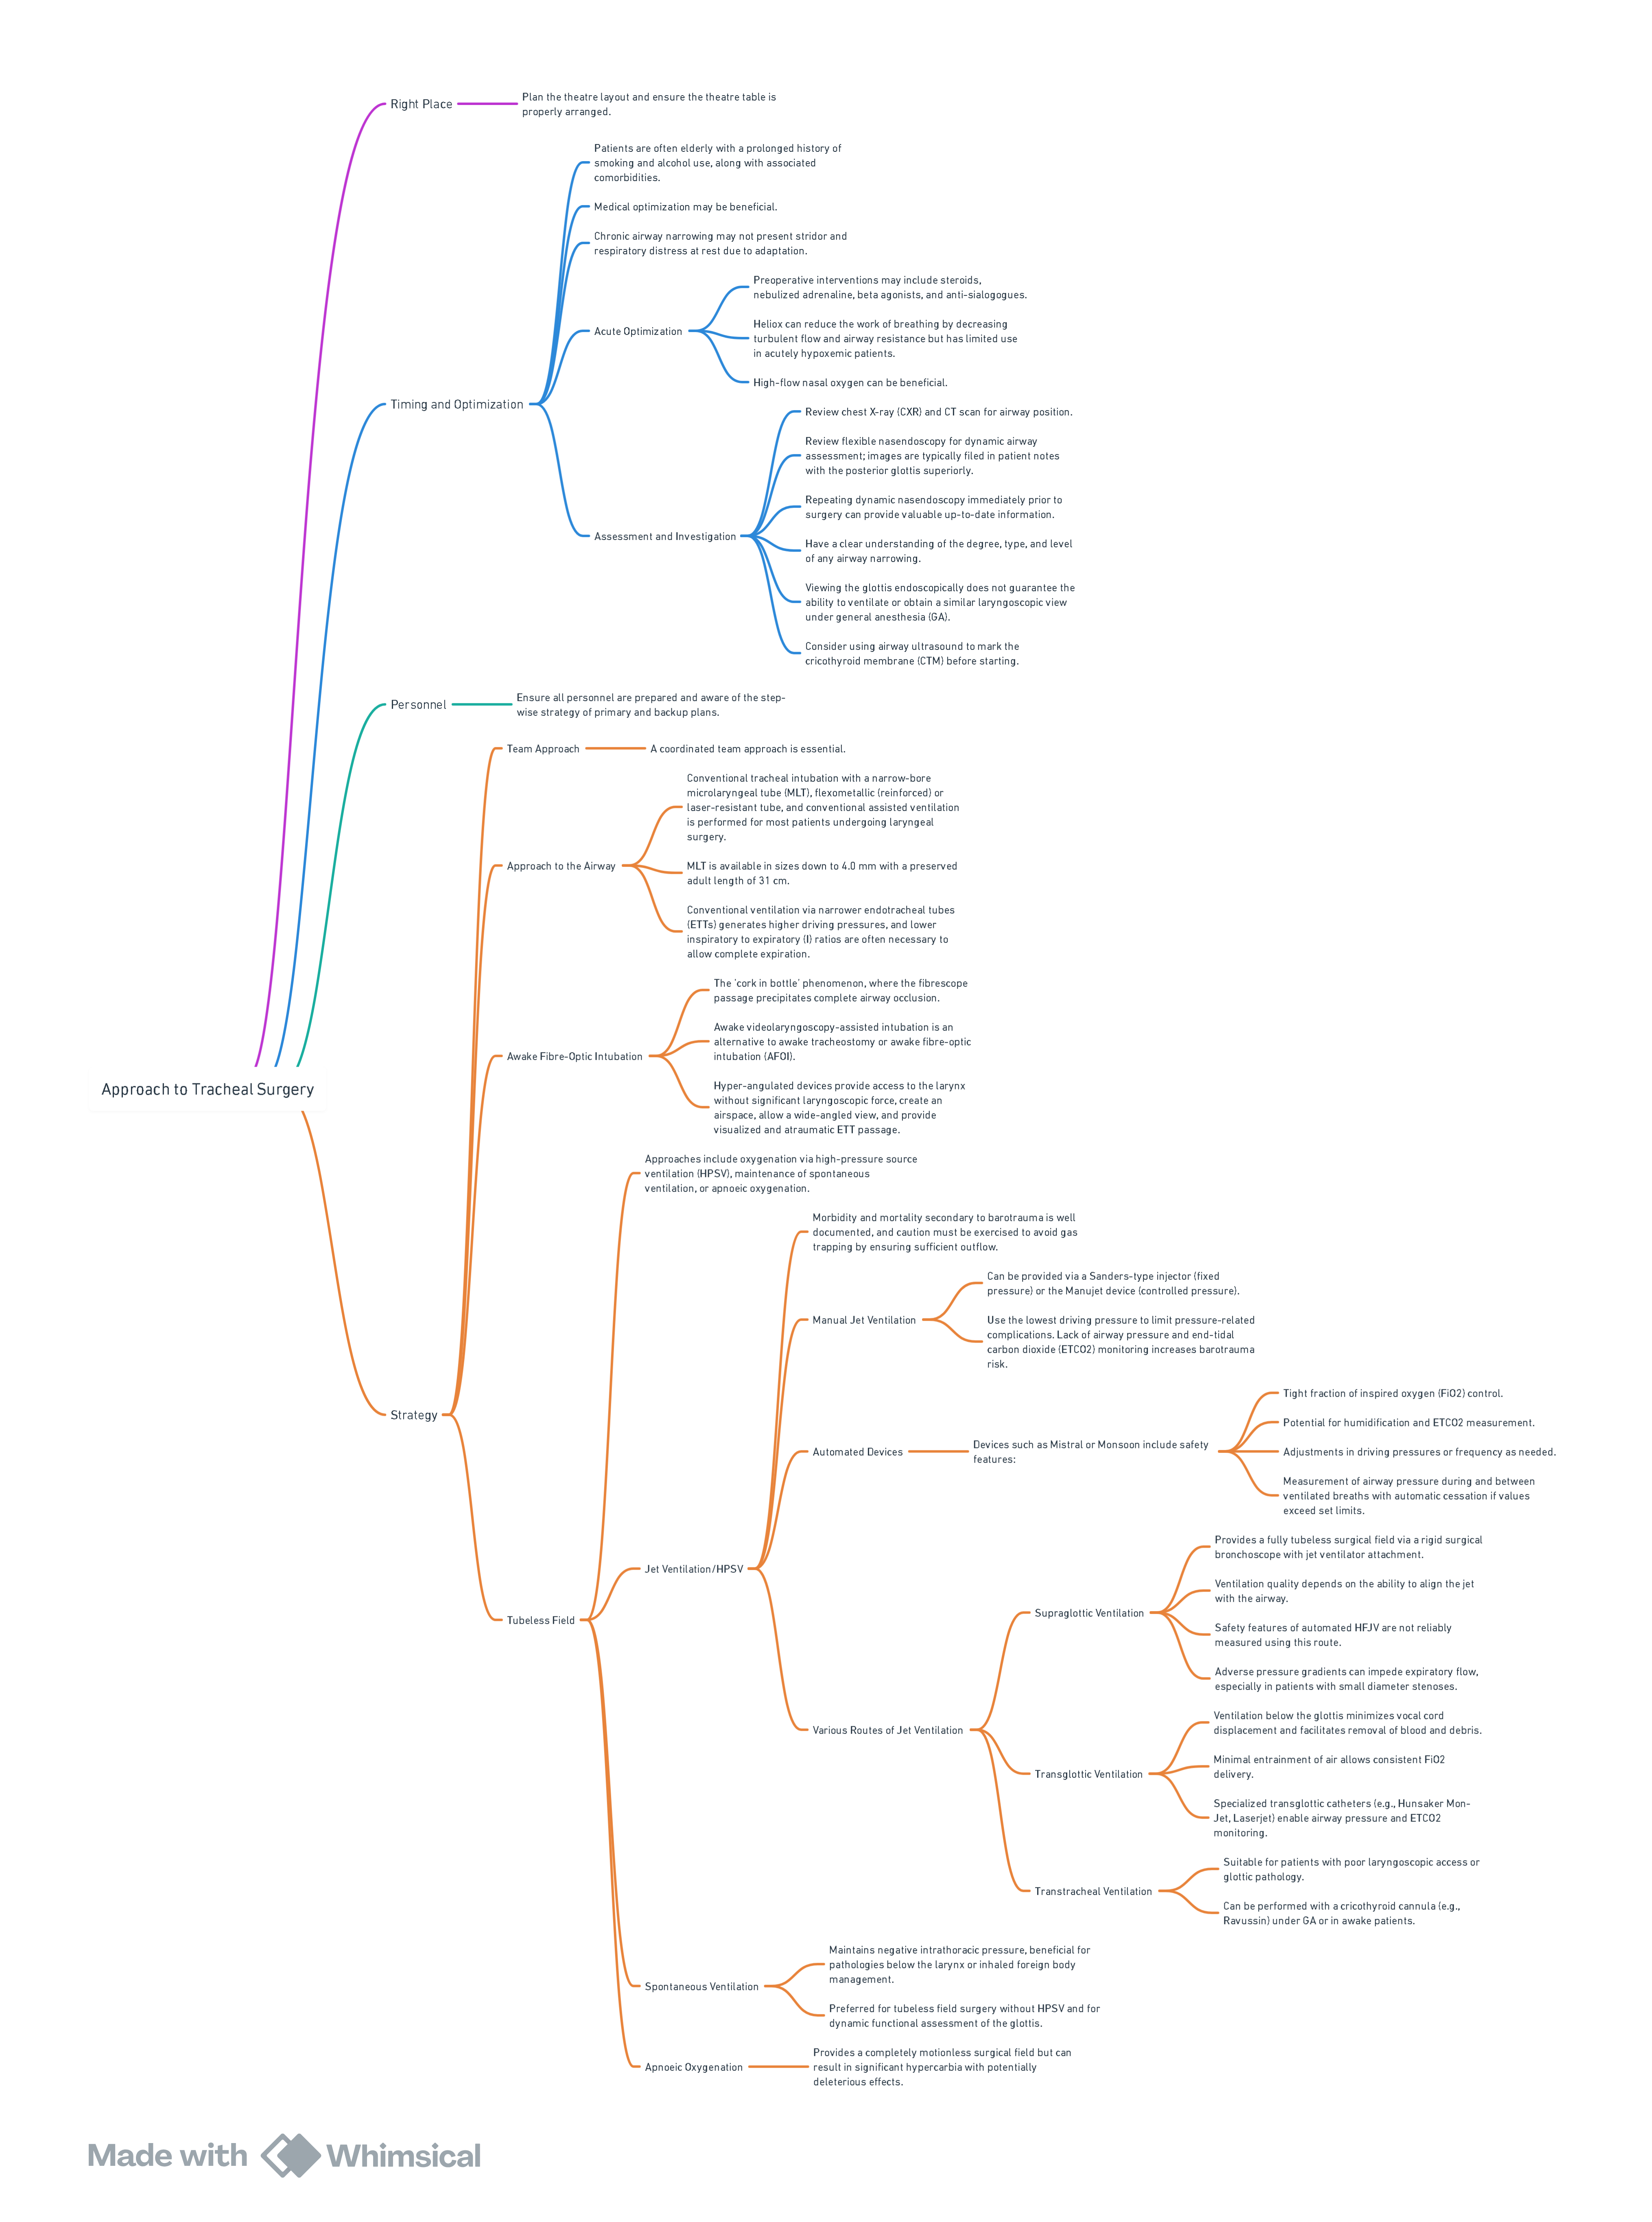 Right Place
Plan the theatre layout and ensure the theatre table is
properly arranged.
Timing and Optimization
Patients are often elderly with a prolonged history of
smoking and alcohol use, along with associated
comorbidities.
Medical optimization may be beneficial.
Chronic airway narrowing may not present stridor and
respiratory distress at rest due to adaptation.
Acute Optimization
Preoperative interventions may include steroids,
nebulized adrenaline, beta agonists, and anti-sialogogues.
Heliox can reduce the work of breathing by decreasing
turbulent flow and airway resistance but has limited use
in acutely hypoxemic patients.
High-flow nasal oxygen can be beneficial.
Assessment and Investigation
Review chest X-ray (CXR) and CT scan for airway position.
Review flexible nasendoscopy for dynamic airway
assessment; images are typically filed in patient notes
with the posterior glottis superiorly.
Repeating dynamic nasendoscopy immediately prior to
surgery can provide valuable up-to-date information.
Have a clear understanding of the degree, type, and level
of any airway narrowing.
Viewing the glottis endoscopically does not guarantee the
ability to ventilate or obtain a similar laryngoscopic view
under general anesthesia (GA).
Consider using airway ultrasound to mark the
cricothyroid membrane (CTM) before starting.
Personnel
Ensure all personnel are prepared and aware of the step-
wise strategy of primary and backup plans.
Approach to Tracheal Surgery
Strategy
Team Approach
A coordinated team approach is essential.
Approach to the Airway
Conventional tracheal intubation with a narrow-bore
microlaryngeal tube (MLT), flexometallic (reinforced) or
laser-resistant tube, and conventional assisted ventilation
is performed for most patients undergoing laryngeal
surgery.
MLT is available in sizes down to 4.0 mm with a preserved
adult length of 31 cm.
Conventional ventilation via narrower endotracheal tubes
(ETTs) generates higher driving pressures, and lower
inspiratory to expiratory (I) ratios are often necessary to
allow complete expiration.
Awake Fibre-Optic Intubation
The 'cork in bottle' phenomenon, where the fibrescope
passage precipitates complete airway occlusion.
Awake videolaryngoscopy-assisted intubation is an
alternative to awake tracheostomy or awake fibre-optic
intubation (AFOI).
Hyper-angulated devices provide access to the larynx
without significant laryngoscopic force, create an
airspace, allow a wide-angled view, and provide
visualized and atraumatic ETT passage.
Tubeless Field
Approaches include oxygenation via high-pressure source
ventilation (HPSV), maintenance of spontaneous
ventilation, or apnoeic oxygenation.
Jet Ventilation/HPSV
Morbidity and mortality secondary to barotrauma is well
documented, and caution must be exercised to avoid gas
trapping by ensuring sufficient outflow.
Manual Jet Ventilation
Can be provided via a Sanders-type injector (fixed
pressure) or the Manujet device (controlled pressure).
Use the lowest driving pressure to limit pressure-related
complications. Lack of airway pressure and end-tidal
carbon dioxide (ETCO2) monitoring increases barotrauma
risk.
Automated Devices
Devices such as Mistral or Monsoon include safety
features:
Tight fraction of inspired oxygen (FiO2) control.
Potential for humidification and ETCO2 measurement.
Adjustments in driving pressures or frequency as needed.
Measurement of airway pressure during and between
ventilated breaths with automatic cessation if values
exceed set limits.
Various Routes of Jet Ventilation
Supraglottic Ventilation
Provides a fully tubeless surgical field via a rigid surgical
bronchoscope with jet ventilator attachment.
Ventilation quality depends on the ability to align the jet
with the airway.
Safety features of automated HFJV are not reliably
measured using this route.
Adverse pressure gradients can impede expiratory flow,
especially in patients with small diameter stenoses.
Transglottic Ventilation
Ventilation below the glottis minimizes vocal cord
displacement and facilitates removal of blood and debris.
Minimal entrainment of air allows consistent FiO2
delivery.
Specialized transglottic catheters (e.g., Hunsaker Mon-
Jet, Laserjet) enable airway pressure and ETCO2
monitoring.
Transtracheal Ventilation
Suitable for patients with poor laryngoscopic access or
glottic pathology.
Can be performed with a cricothyroid cannula (e.g.,
Ravussin) under GA or in awake patients.
Spontaneous Ventilation
Maintains negative intrathoracic pressure, beneficial for
pathologies below the larynx or inhaled foreign body
management.
Preferred for tubeless field surgery without HPSV and for
dynamic functional assessment of the glottis.
Apnoeic Oxygenation
Provides a completely motionless surgical field but can
result in significant hypercarbia with potentially
deleterious effects.
Made with Whimsical